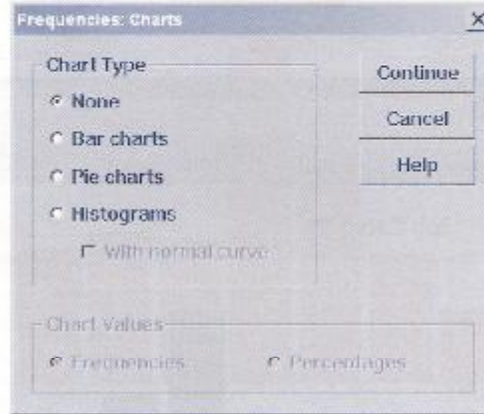 Frequencies: Charts
Chart Type
None
Bar charts
Pie charts
Histograms
With normal curve
Continue
Cancel
Help
Chart Values
Frequencies
Percentages